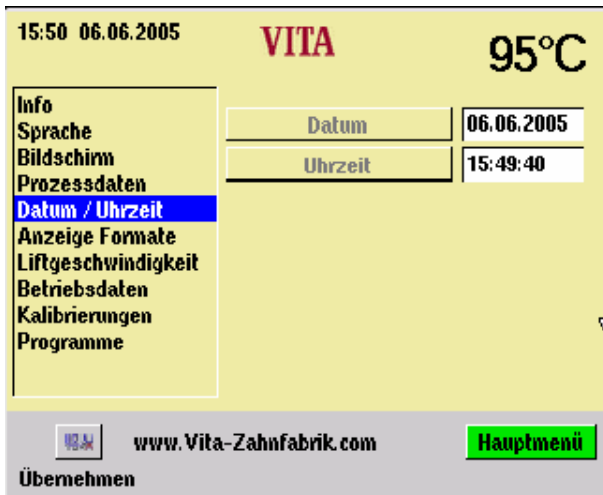 15:50 06.06.2005
VITA
95°C
Info
Sprache
Bildschirm
Prozessdaten
Datum / Uhrzeit
Anzeige Formate
Liftgeschwindigkeit
Betriebsdaten
Kalibrierungen
Programme
Datum 06.06.2005
Uhrzeit 15:49:40
www.Vita-Zahnfabrik.com
Hauptmenü
Übernehmen